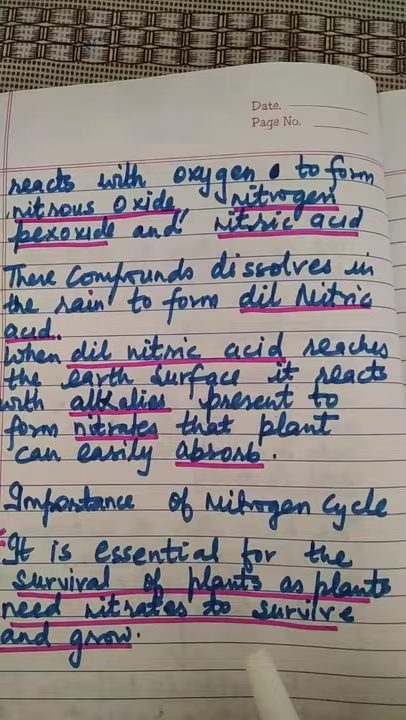 Date.
Page No.
reacts with oxygen to form
nitrous oxide, nitrogen
peroxide and nitric acid
These Compounds dissolves in
the rain to form dil Nitric
acid.
When dil nitric acid reaches
the earth surface it reacts
with alkalies present to
form nitrates that plant
can easily absorb.
Importance of Nitrogen Cycle
It is essential for the
survival of plants as plants
need nitrates to survive
and grow.